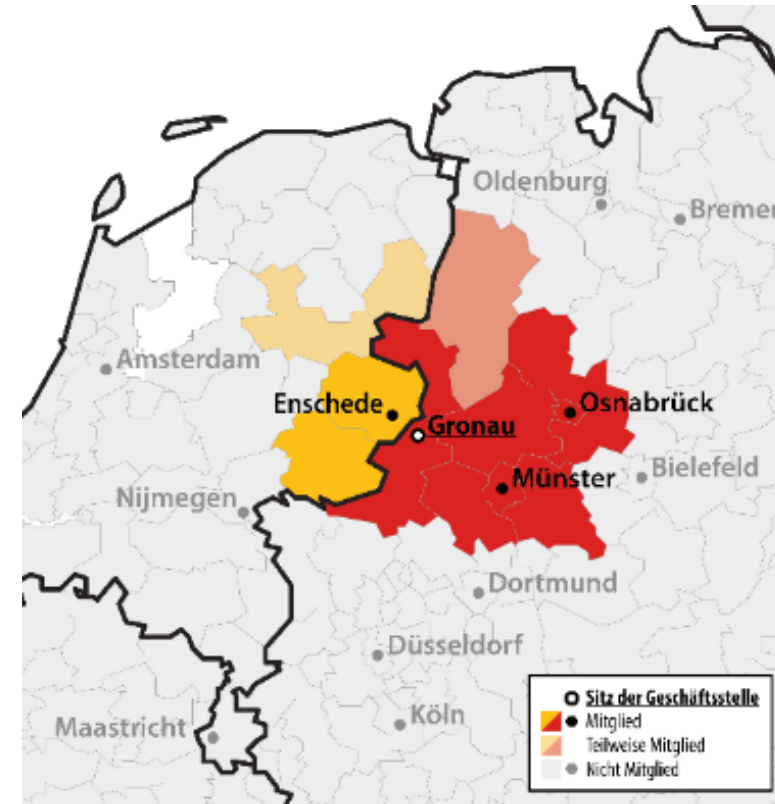 Oldenburg
Bremen
Amsterdam
Enschede
Gronau
Osnabrück
Bielefeld
Münster
Nijmegen
Dortmund
Düsseldorf
Köln
Maastricht
Sitz der Geschäftsstelle
Mitglied
Teilweise Mitglied
Nicht Mitglied